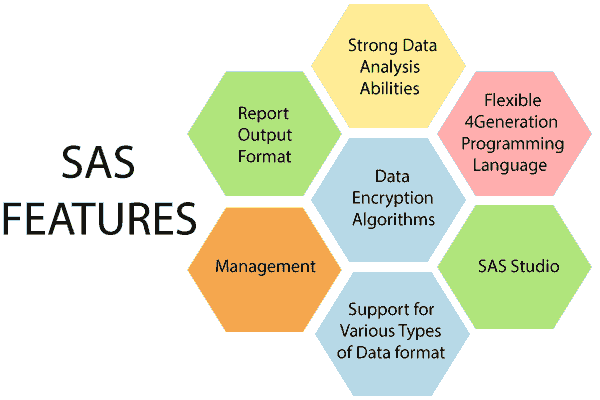 SAS
FEATURES
Strong Data
Analysis
Abilities
Report
Output
Format
Flexible
4Generation
Programming
Language
Data
Encryption
Algorithms
Management
SAS Studio
Support for
Various Types
of Data format